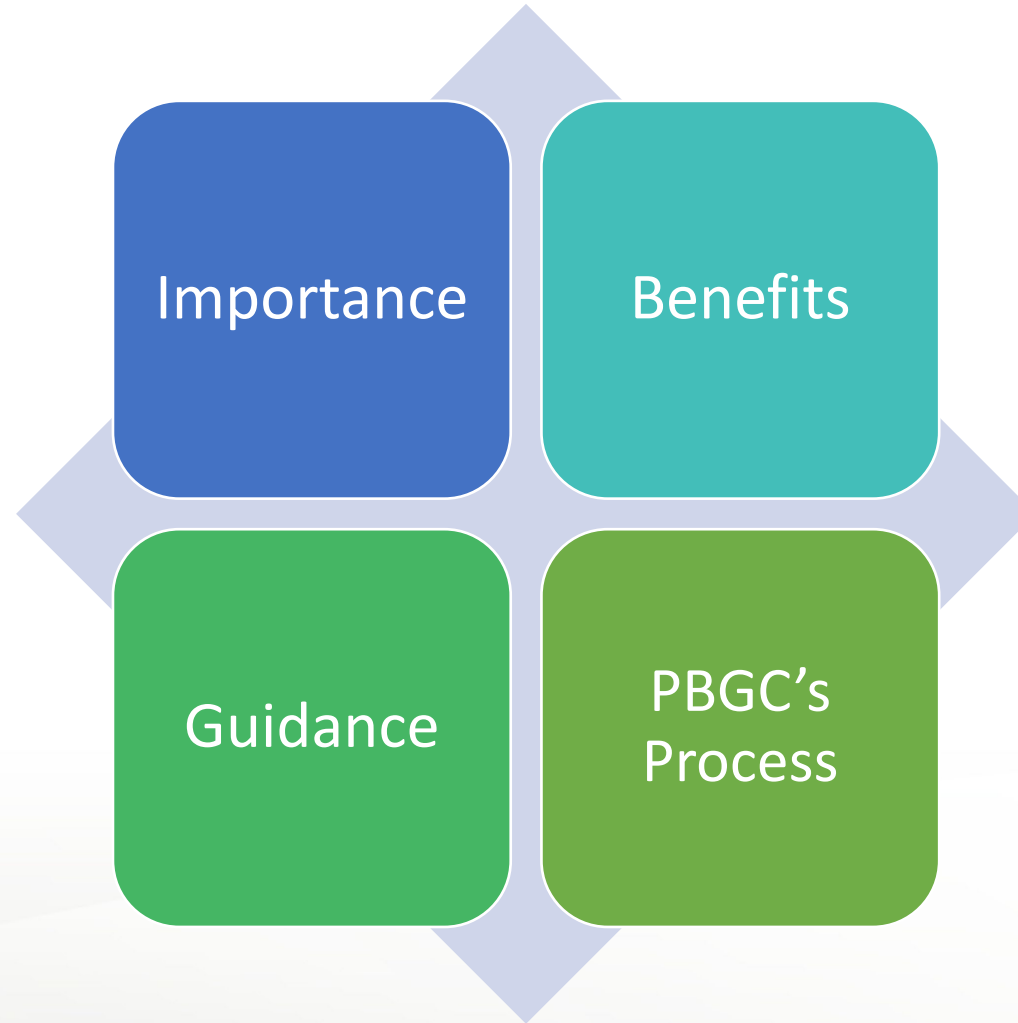 Importance
Benefits
Guidance
PBGC’s
Process